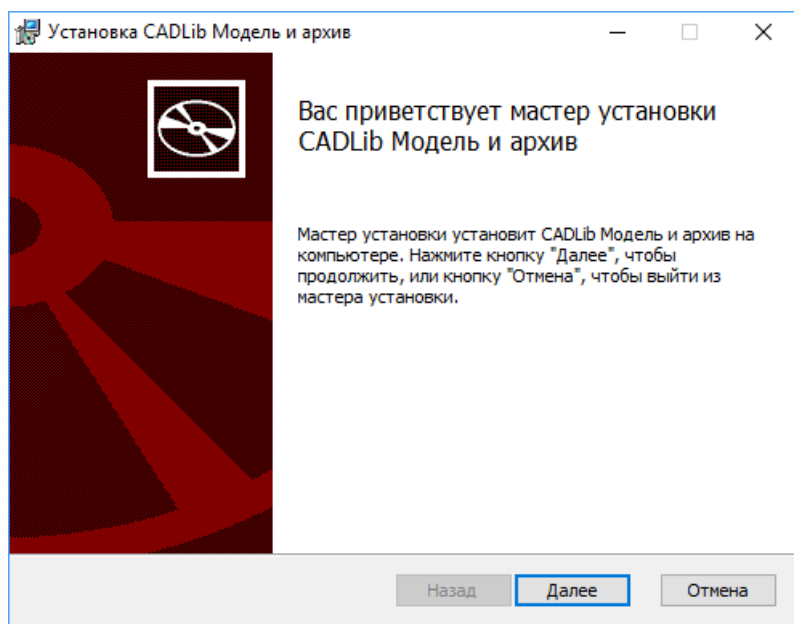 Установка CADLib Модель и архив
Вас приветствует мастер установки
CADLib Модель и архив
Мастер установки установит CADLib Модель и архив на
компьютере. Нажмите кнопку "Далее", чтобы
продолжить, или кнопку "Отмена", чтобы выйти из
мастера установки.
Назад
Далее
Отмена